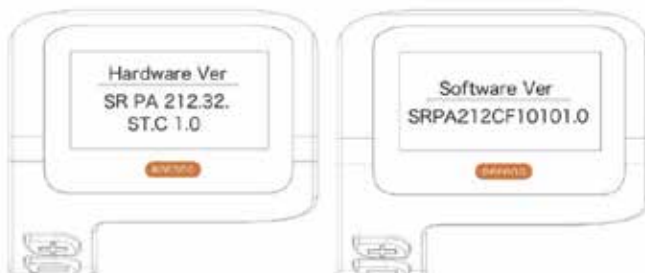 Hardware Ver
SR PA 212.32.
ST.C 1.0
Software Ver
SRPA212CF10101.0